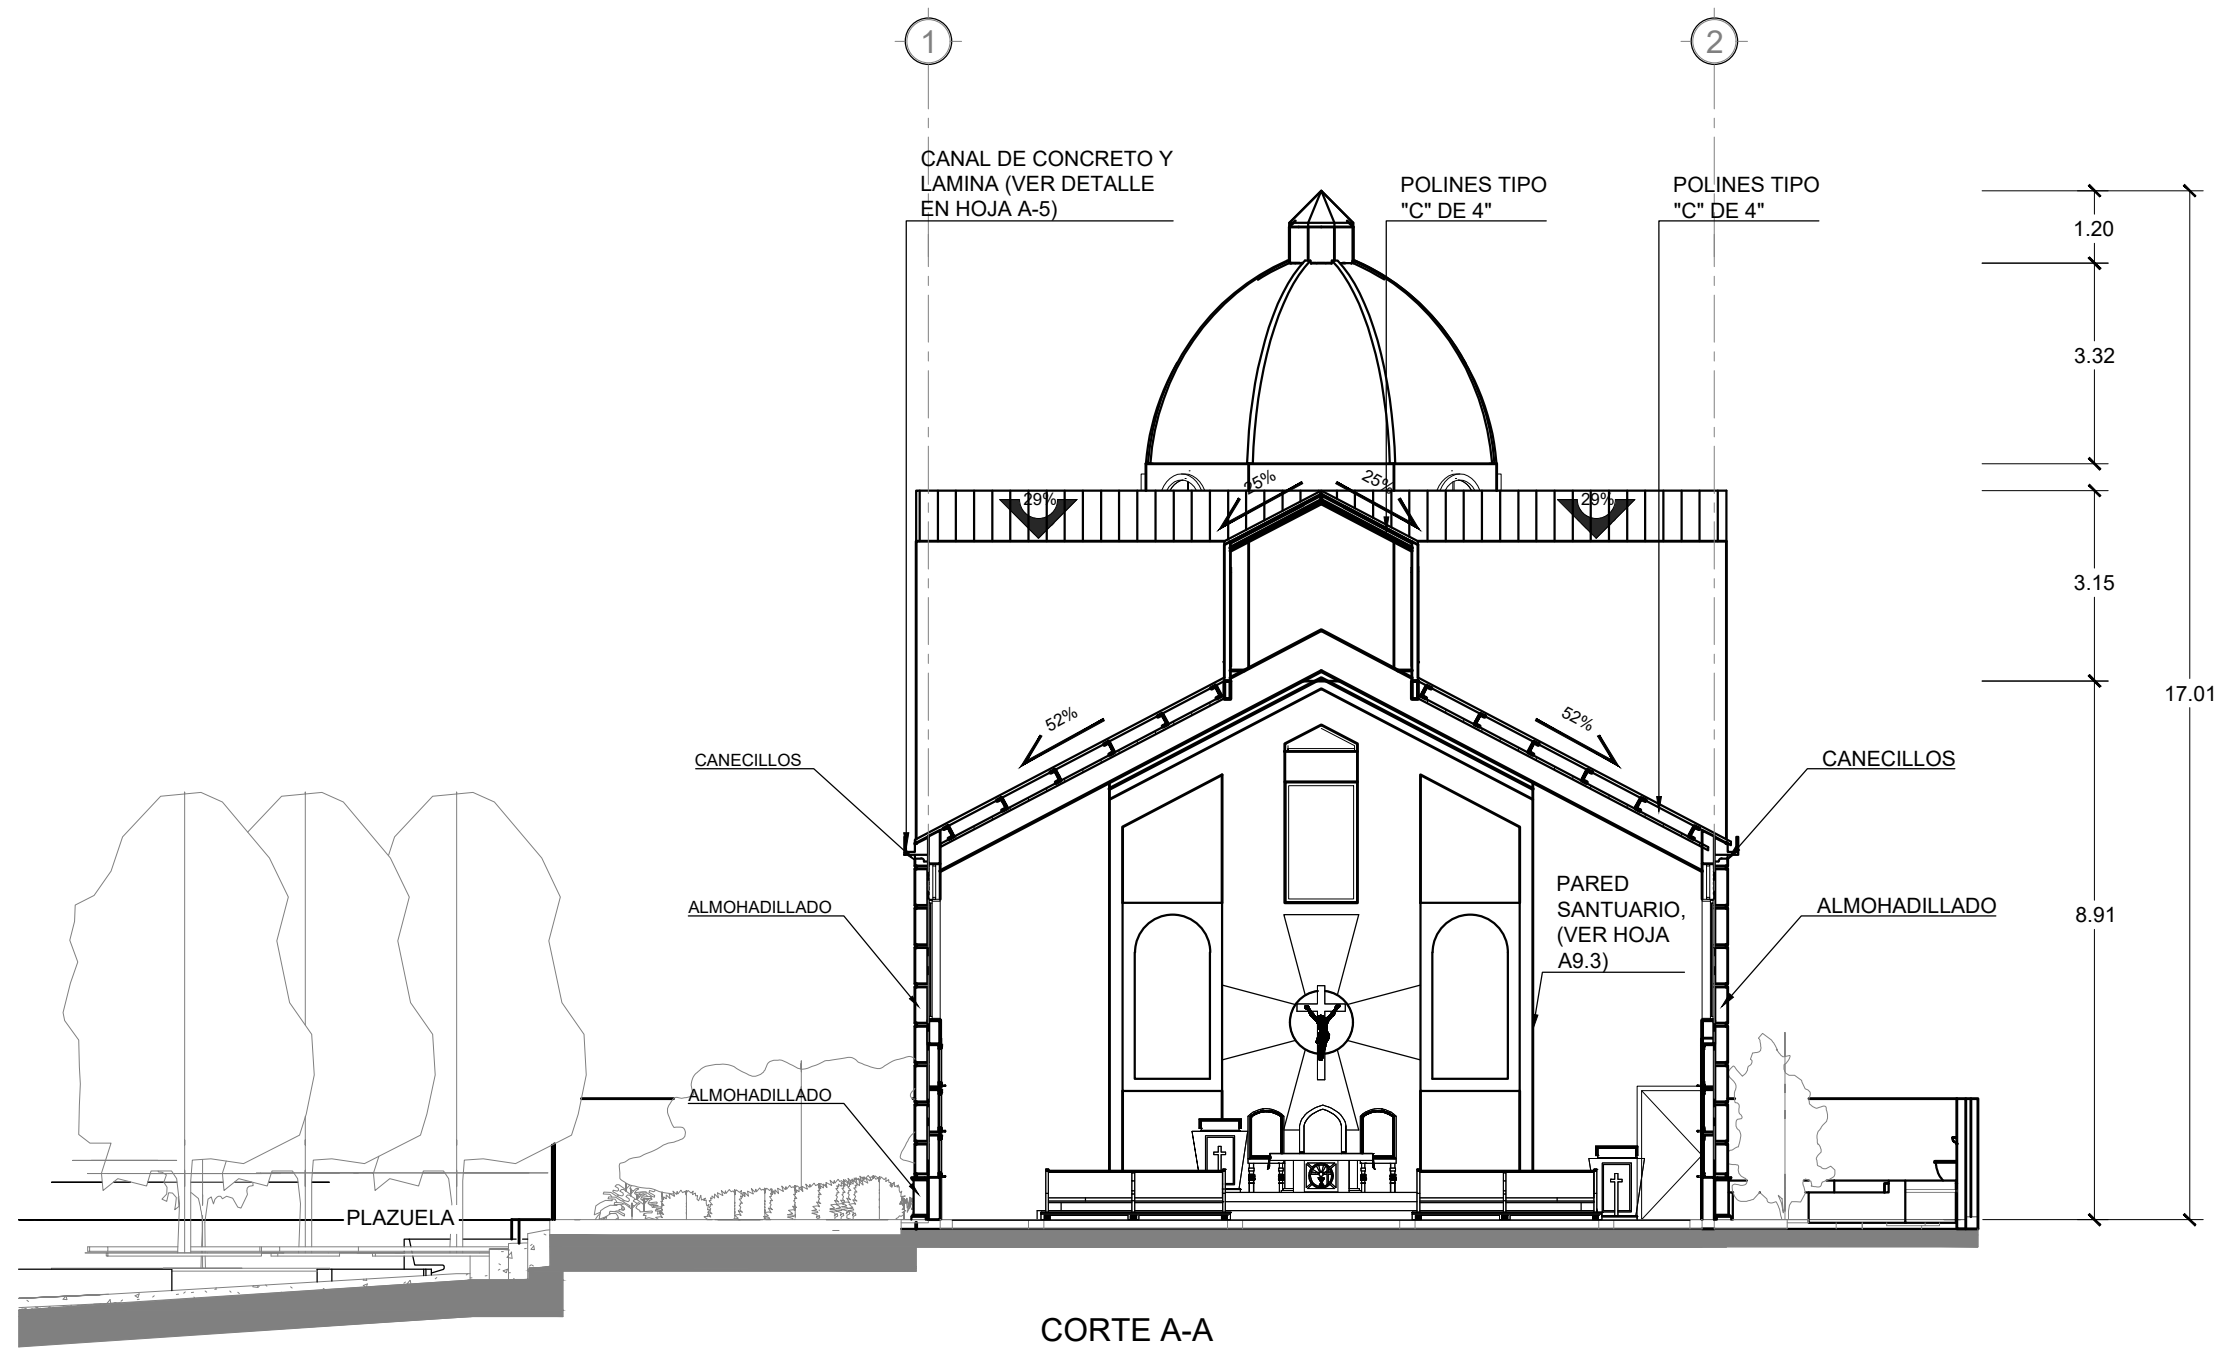 1
2
CANAL DE CONCRETO Y
LAMINA (VER DETALLE
EN HOJA A-5)
POLINES TIPO
"C" DE 4"
POLINES TIPO
"C" DE 4"
1.20
3.32
25%
25%
29%
29%
3.15
17.01
52%
52%
CANECILLOS
CANECILLOS
PARED
SANTUARIO,
(VER HOJA
A9.3)
ALMOHADILLADO
ALMOHADILLADO
8.91
ALMOHADILLADO
PLAZUELA
CORTE A-A